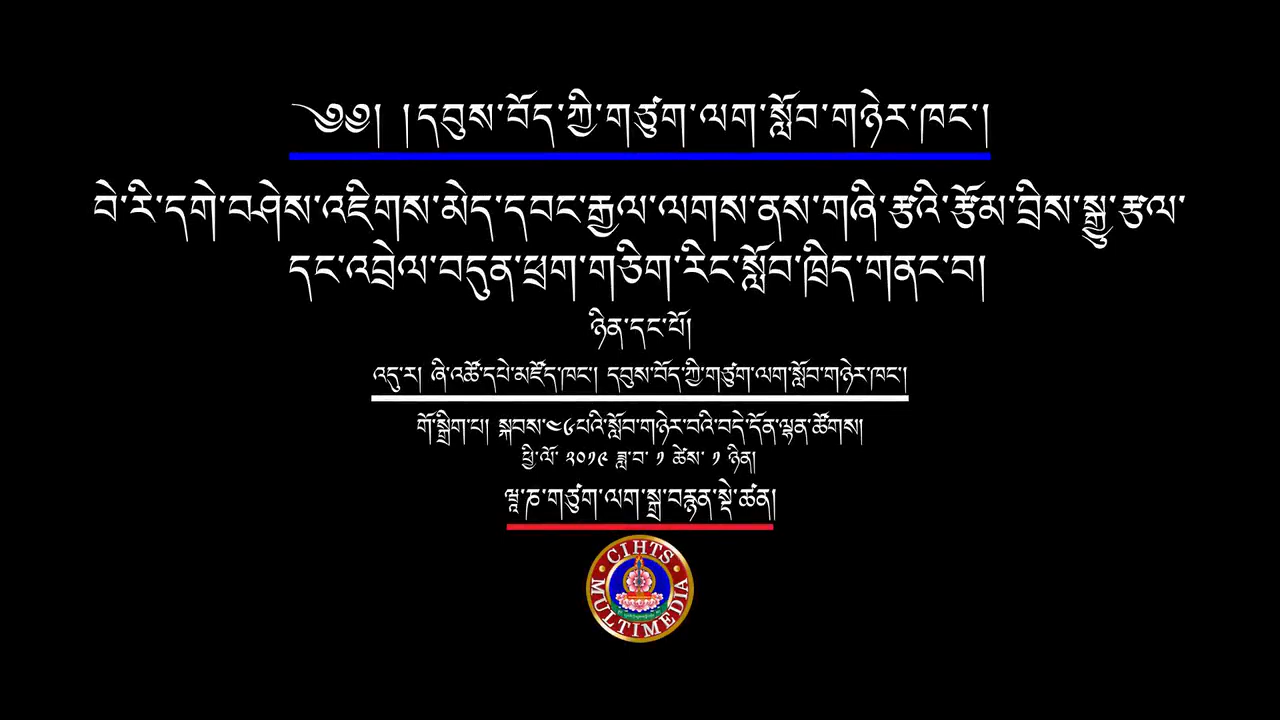 ༄༅། །དབུས་བོད་ཀྱི་གཙུག་ལག་སློབ་གཉེར་ཁང་།
བེ་རི་དགེ་བཤེས་འཇིགས་མེད་དབང་རྒྱལ་ལགས་ནས་གཞི་རྩའི་རྩོམ་བྲིས་སྒྱུ་རྩལ་
དང་འབྲེལ་བདུན་ཕྲག་གཅིག་རིང་སློབ་ཁྲིད་གནང་བ།
ཉིན་དང་པོ།
འདུ་ར། ཞི་འཚོ་དཔེ་མཛོད་ཁང་། དབུས་བོད་ཀྱི་གཙུག་ལག་སློབ་གཉེར་ཁང་།
གོ་སྒྲིག་པ། སྐབས་༤༦པའི་སློབ་གཉེར་བའི་བདེ་དོན་ལྷན་ཚོགས།
ཕྱི་ལོ་ ༢༠༡༩ ཟླ་བ་ ༡ ཚེས་ ༡ ཉིན།
ཝཱ་ཎ་གཙུག་ལག་སྒྲ་བརྙན་སྡེ་ཚན།
CIHTS
MULTIMEDIA